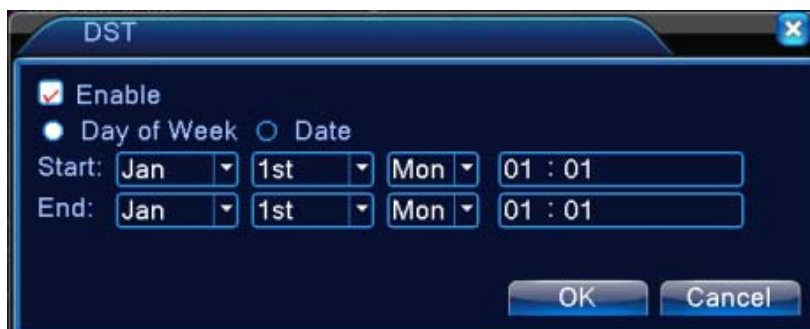 DST
Enable
Day of Week Date
Start: Jan 1st Mon 01 : 01
End: Jan 1st Mon 01 : 01
OK Cancel